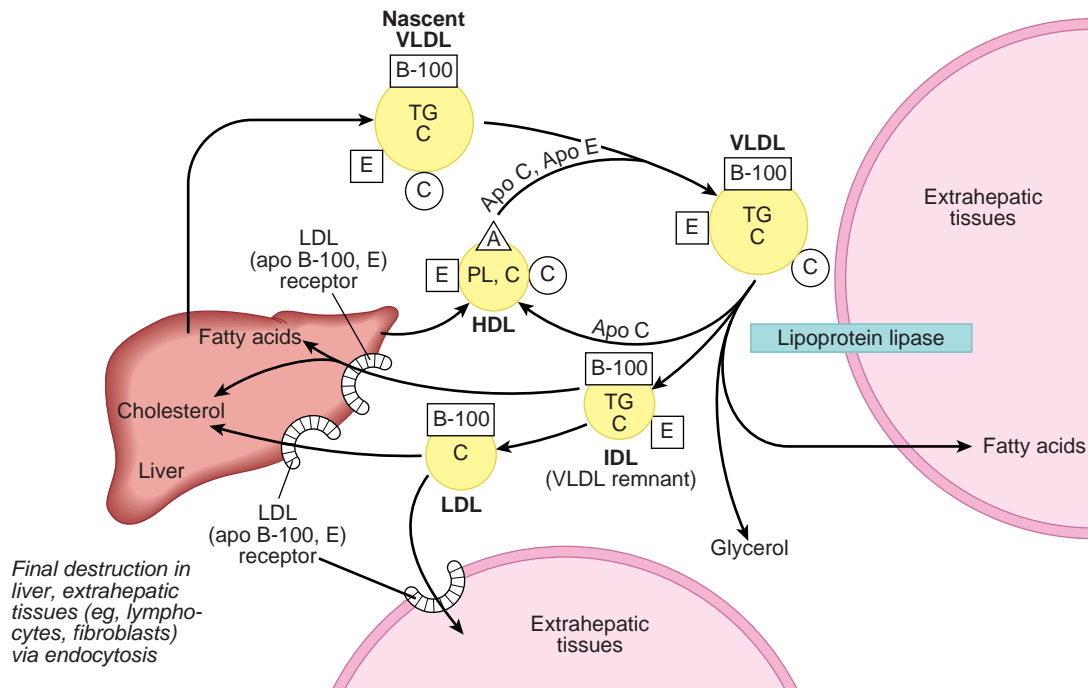 Nascent
VLDL
B-100
TG
C
E
C
Apo C, Apo E
VLDL
B-100
TG
C
E
C
Extrahepatic
tissues
LDL
(apo B-100, E)
receptor
A
E
PL, C
C
HDL
Apo C
Lipoprotein lipase
Fatty acids
Cholesterol
Liver
B-100
TG
C
E
IDL
(VLDL remnant)
B-100
C
LDL
Fatty acids
Glycerol
LDL
(apo B-100, E)
receptor
Final destruction in
liver, extrahepatic
tissues (eg, lympho-
cytes, fibroblasts)
via endocytosis
Extrahepatic
tissues